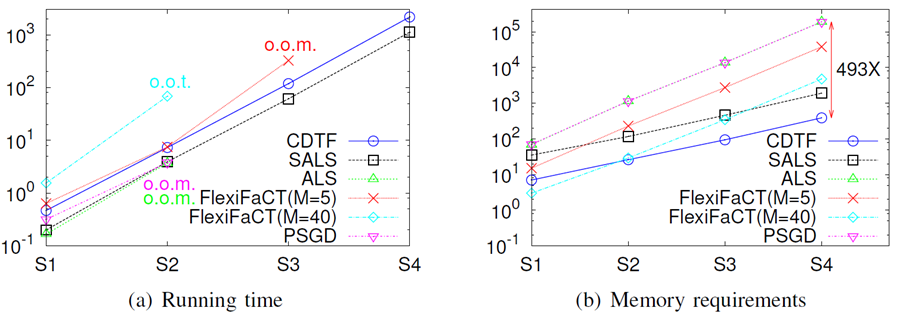 10^3
10^2
10^1
10^0
10^-1
S1 S2 S3 S4
o.o.m.
o.o.t.
o.o.m.
o.o.m.
CDTF
SALS
ALS
FlexiFaCT(M=5)
FlexiFaCT(M=40)
PSGD
(a) Running time
10^5
10^4
10^3
10^2
10^1
10^0
10^-1
S1 S2 S3 S4
493X
CDTF
SALS
ALS
FlexiFaCT(M=5)
FlexiFaCT(M=40)
PSGD
(b) Memory requirements